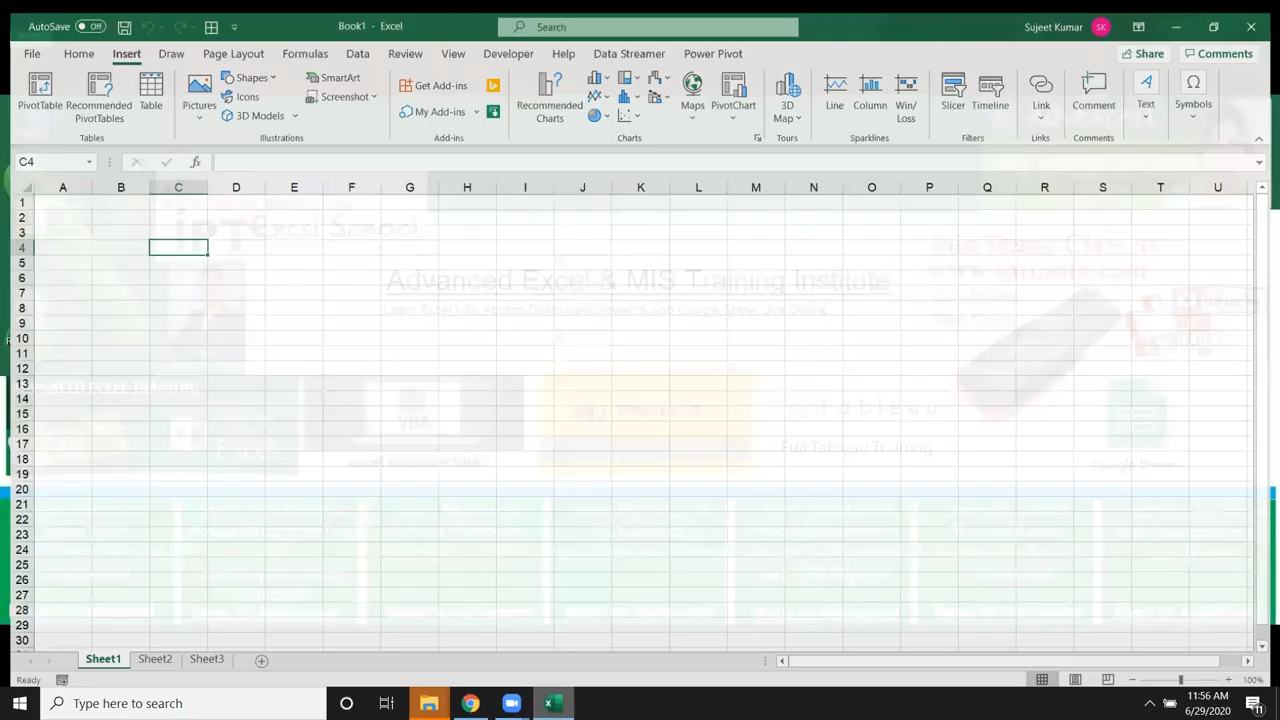 AutoSave Off Book1 - Excel Search Sujeet Kumar SK
File Home Insert Draw Page Layout Formulas Data Review View Developer Help Data Streamer Power Pivot Share Comments
PivotTable Recommended PivotTables Table Pictures Shapes Icons 3D Models SmartArt Screenshot Get Add-ins My Add-ins Recommended Charts Maps PivotChart 3D Map Line Column Win/Loss Slicer Timeline Link Comment Text Symbols
Tables Illustrations Add-ins Charts Tours Sparklines Filters Links Comments
C4 fx
A B C D E F G H I J K L M N O P Q R S T U
1
2
3
Excel School
4
5
6
Advanced Excel & MIS Training Institute
7
8
9
10
11
12
13
14
15
16
17
Full Tableau Training
18
19
20
21
22
23
24
25
26
27
28
29
30
Sheet1 Sheet2 Sheet3
Ready 100%
Type here to search 11:56 AM
6/29/2020 11